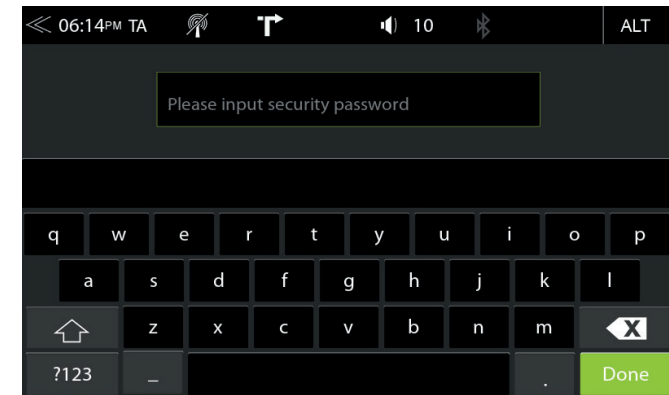 06:14PM TA 10 ALT
Please input security password
q w e r t y u i o p
a s d f g h j k l
z x c v b n m X
?123 _ . Done